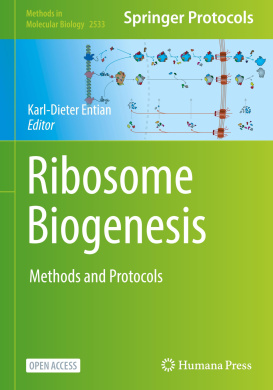 Methods in
Molecular Biology 2533
Springer Protocols
Karl-Dieter Entian
Editor
Ribosome
Biogenesis
Methods and Protocols
OPEN ACCESS
Humana Press